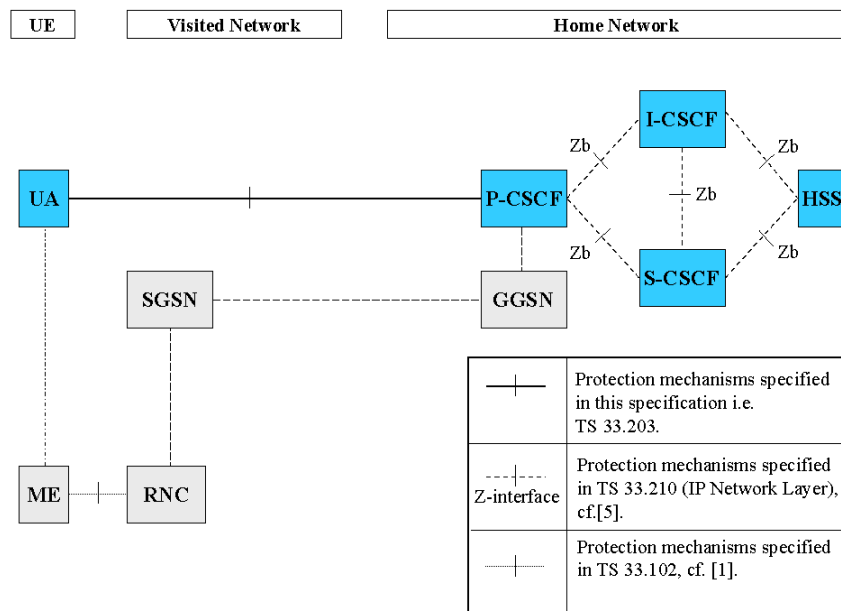 UE
Visited Network
Home Network
I-CSCF
Zb
Zb
UA
P-CSCF
Zb
HSS
Zb
Zb
S-CSCF
SGSN
GGSN
Protection mechanisms specified
in this specification i.e.
TS 33.203.
ME
RNC
Z-interface
Protection mechanisms specified
in TS 33.210 (IP Network Layer),
cf.[5].
Protection mechanisms specified
in TS 33.102, cf. [1].